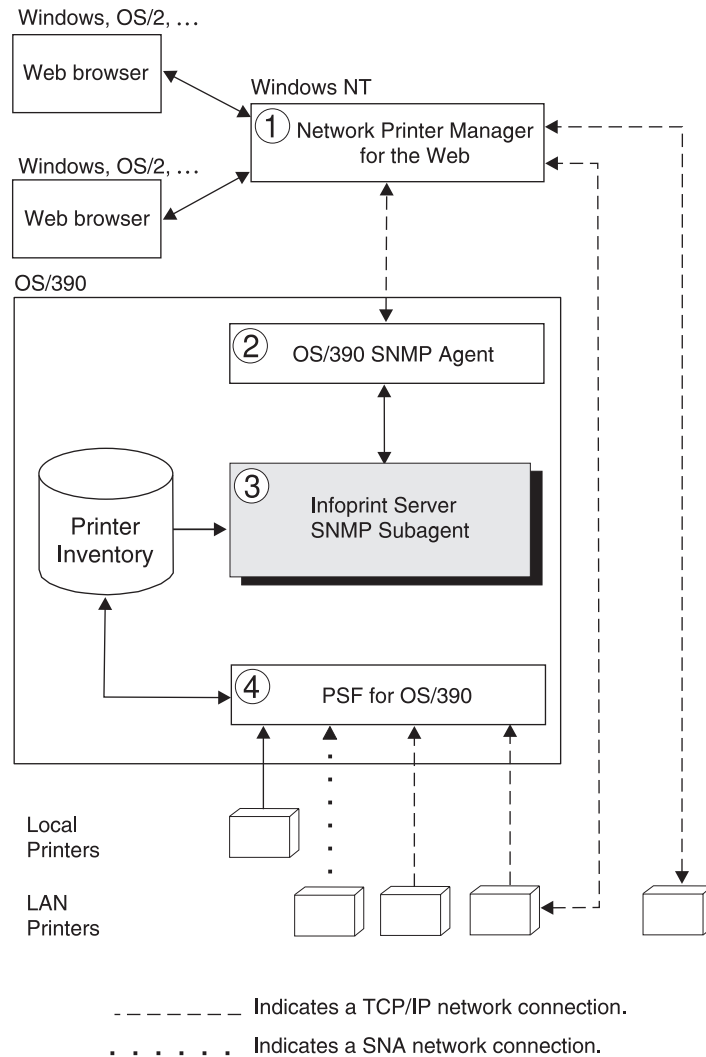 Windows, OS/2, ...
Web browser
Windows NT
1
Network Printer Manager
for the Web
Windows, OS/2, ...
Web browser
OS/390
2
OS/390 SNMP Agent
3
Infoprint Server
SNMP Subagent
Printer
Inventory
4
PSF for OS/390
Local
Printers
LAN
Printers
Indicates a TCP/IP network connection.
Indicates a SNA network connection.